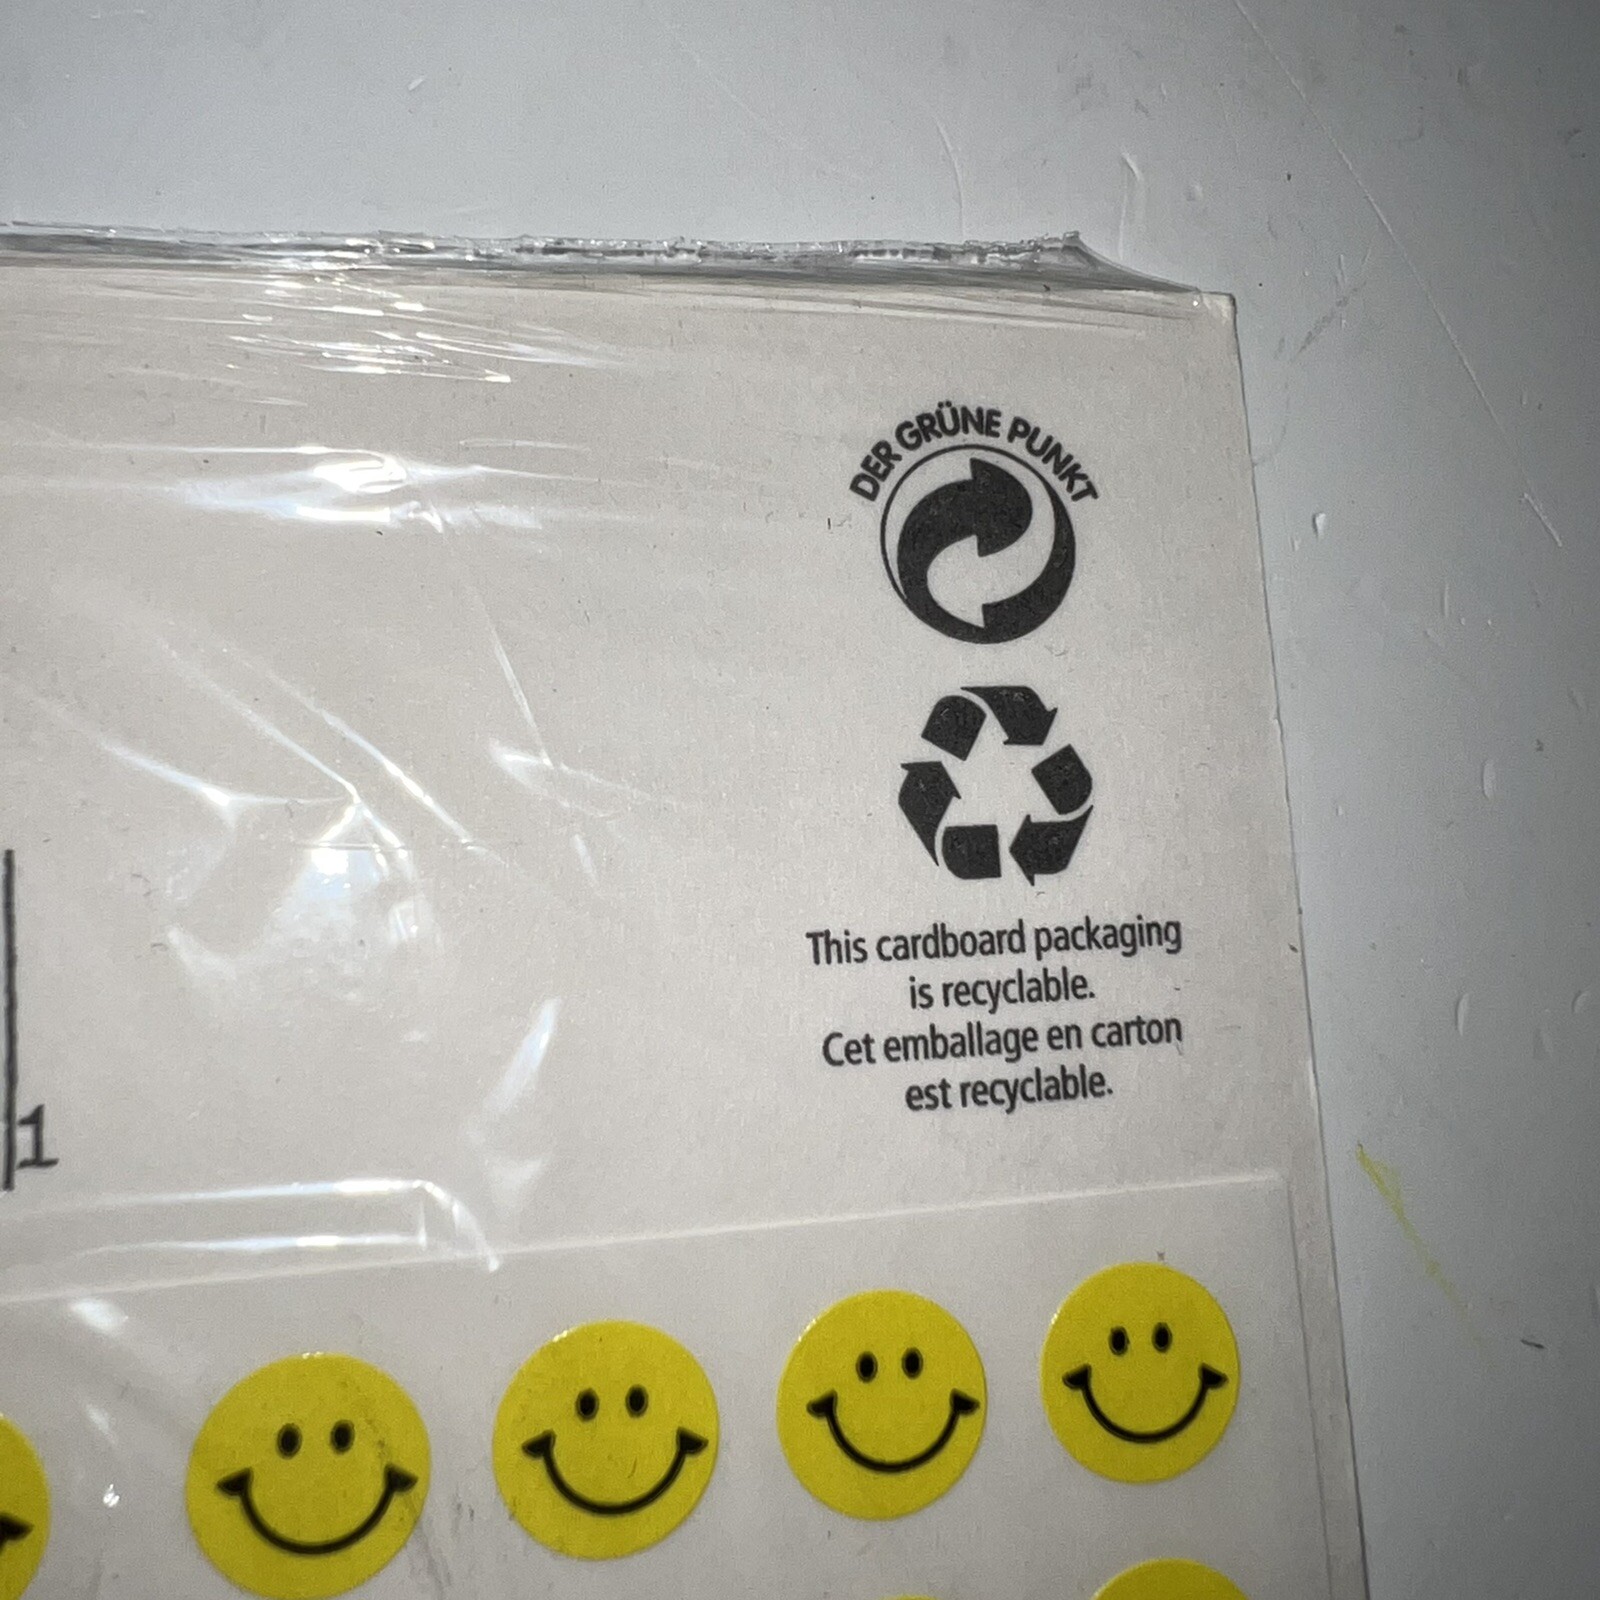 DER GRÜNE PUNKT
This cardboard packaging
is recyclable.
Cet emballage en carton
est recyclable.
1